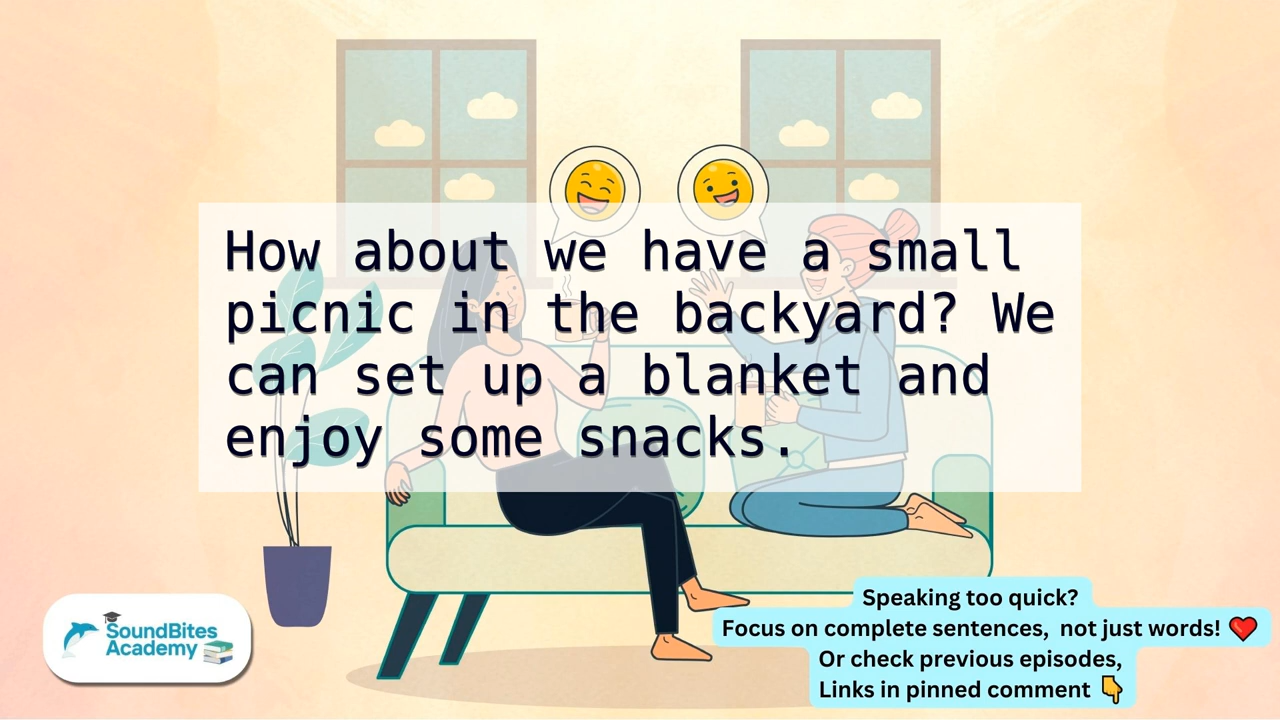 How about we have a small
picnic in the backyard? We
can set up a blanket and
enjoy some snacks.
SoundBites
Academy
Speaking too quick?
Focus on complete sentences, not just words! ❤️
Or check previous episodes,
Links in pinned comment 👇